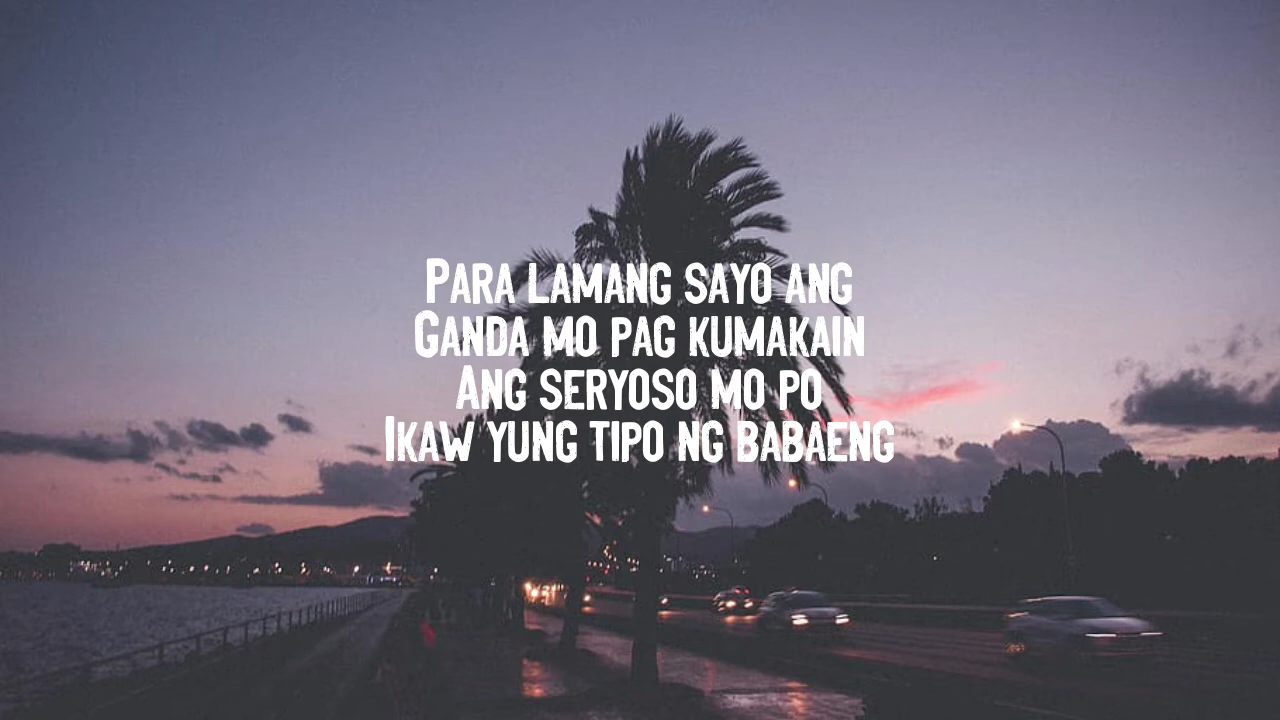 Para lamang sayo ang
Ganda mo pag kumakain
Ang seryoso mo po
Ikaw yung tipo ng babaeng